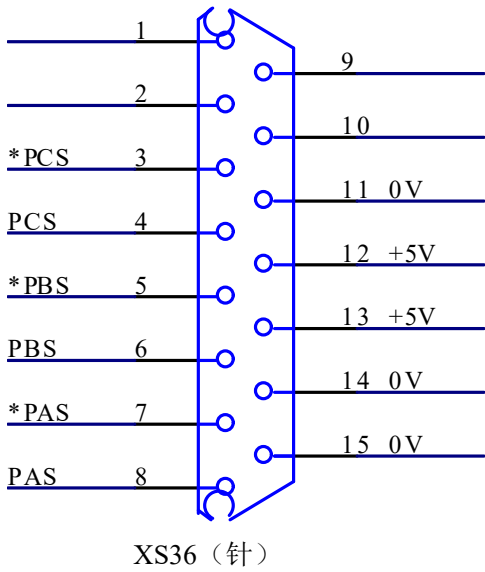 1
9
2
10
*PCS 3
11 0V
PCS 4
12 +5V
*PBS 5
13 +5V
PBS 6
14 0V
*PAS 7
15 0V
PAS 8
XS36（针）